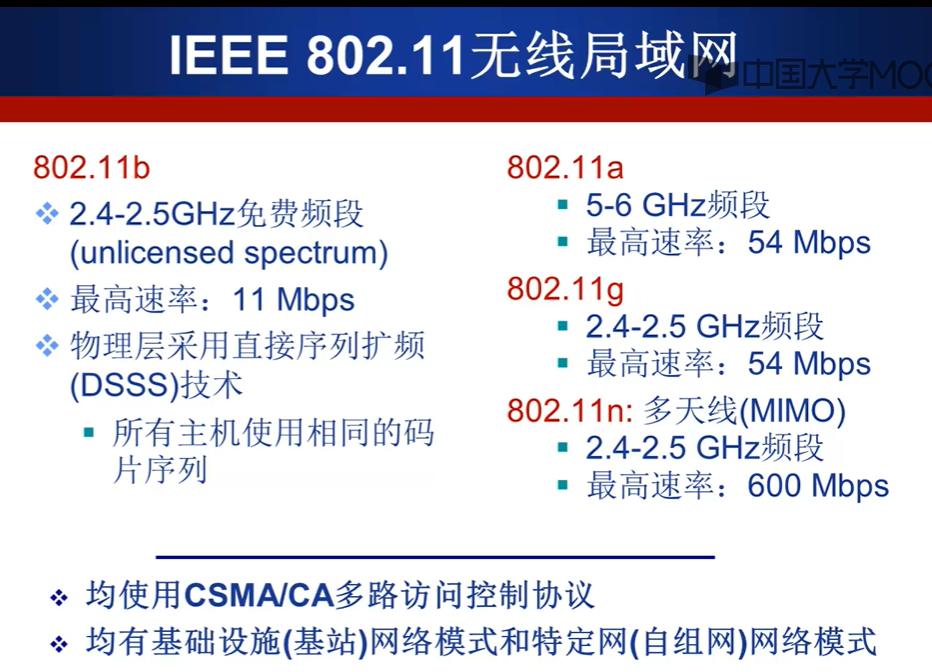 IEEE 802.11无线局域网
中国大学MOO
802.11b
2.4-2.5GHz免费频段
(unlicensed spectrum)
最高速率：11 Mbps
物理层采用直接序列扩频
(DSSS)技术
所有主机使用相同的码
片序列
802.11a
5-6 GHz频段
最高速率：54 Mbps
802.11g
2.4-2.5 GHz频段
最高速率：54 Mbps
802.11n: 多天线(MIMO)
2.4-2.5 GHz频段
最高速率：600 Mbps
均使用CSMA/CA多路访问控制协议
均有基础设施(基站)网络模式和特定网(自组网)网络模式